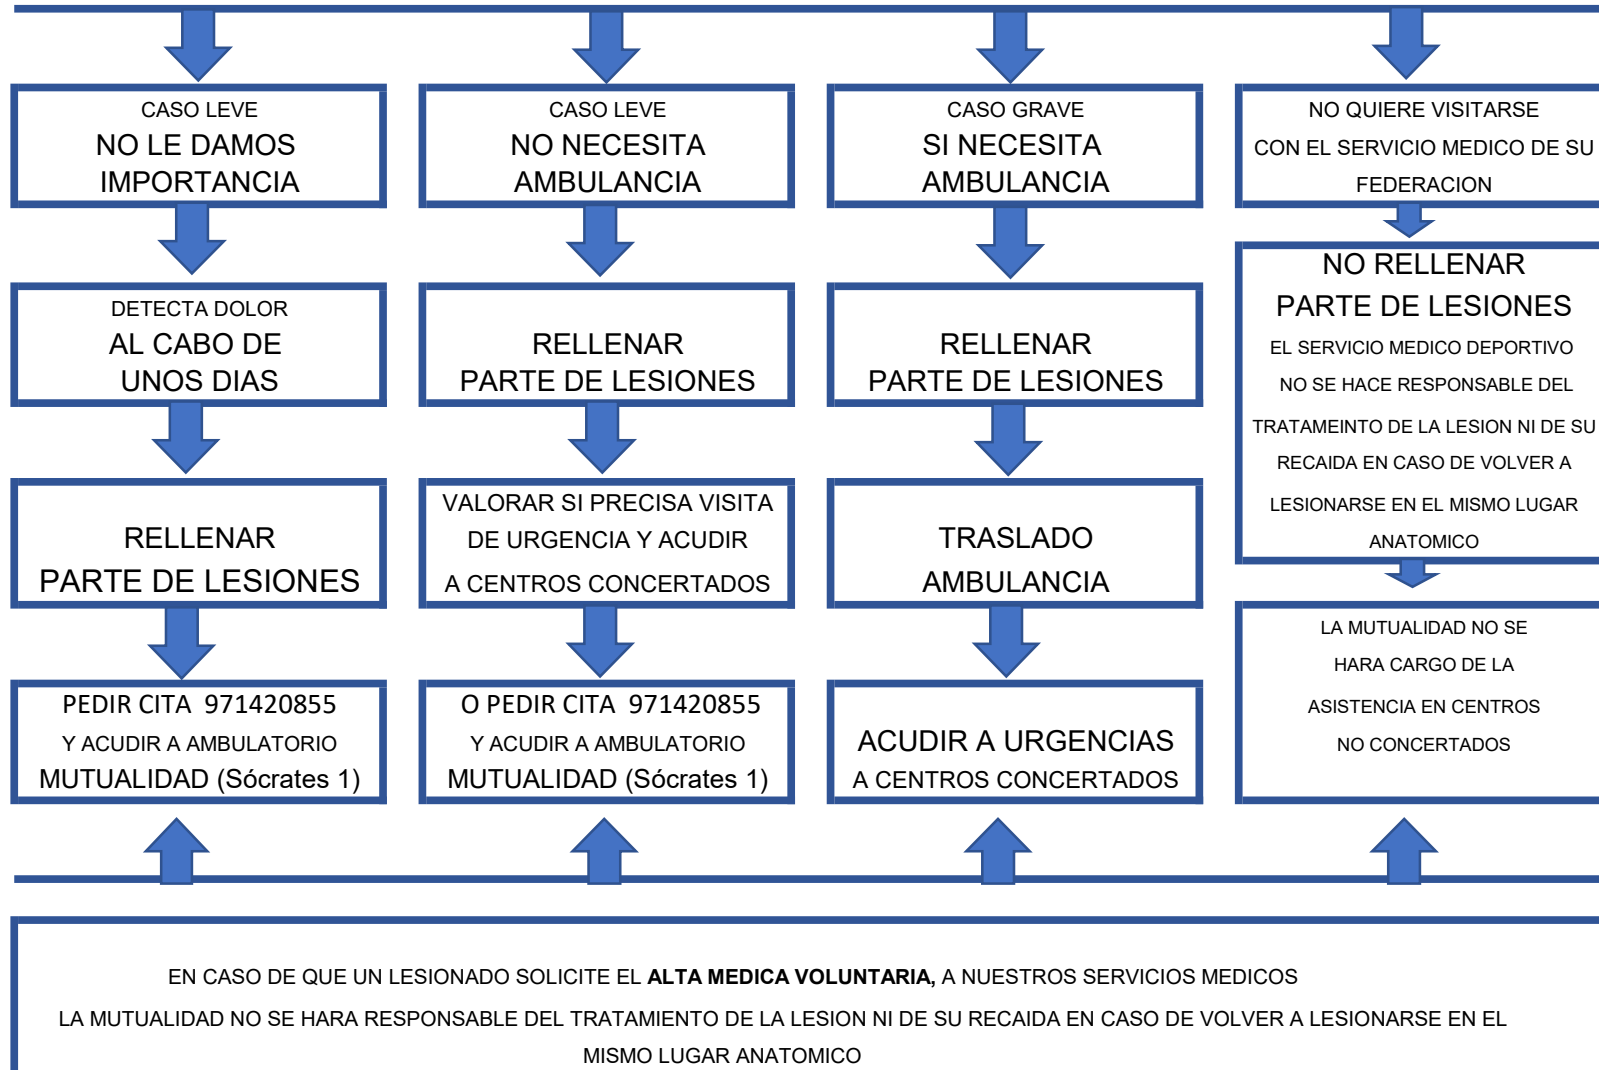 CASO LEVE
NO LE DAMOS
IMPORTANCIA
DETECTA DOLOR
AL CABO DE
UNOS DIAS
RELLENAR
PARTE DE LESIONES
PEDIR CITA 971420855
Y ACUDIR A AMBULATORIO
MUTUALIDAD (Sócrates 1)
CASO LEVE
NO NECESITA
AMBULANCIA
RELLENAR
PARTE DE LESIONES
VALORAR SI PRECISA VISITA
DE URGENCIA Y ACUDIR
A CENTROS CONCERTADOS
O PEDIR CITA 971420855
Y ACUDIR A AMBULATORIO
MUTUALIDAD (Sócrates 1)
CASO GRAVE
SI NECESITA
AMBULANCIA
RELLENAR
PARTE DE LESIONES
TRASLADO
AMBULANCIA
ACUDIR A URGENCIAS
A CENTROS CONCERTADOS
NO QUIERE VISITARSE
CON EL SERVICIO MEDICO DE SU
FEDERACION
NO RELLENAR
PARTE DE LESIONES
EL SERVICIO MEDICO DEPORTIVO
NO SE HACE RESPONSABLE DEL
TRATAMEINTO DE LA LESION NI DE SU
RECAIDA EN CASO DE VOLVER A
LESIONARSE EN EL MISMO LUGAR
ANATOMICO
LA MUTUALIDAD NO SE
HARA CARGO DE LA
ASISTENCIA EN CENTROS
NO CONCERTADOS
EN CASO DE QUE UN LESIONADO SOLICITE EL ALTA MEDICA VOLUNTARIA, A NUESTROS SERVICIOS MEDICOS
LA MUTUALIDAD NO SE HARA RESPONSABLE DEL TRATAMIENTO DE LA LESION NI DE SU RECAIDA EN CASO DE VOLVER A LESIONARSE EN EL
MISMO LUGAR ANATOMICO